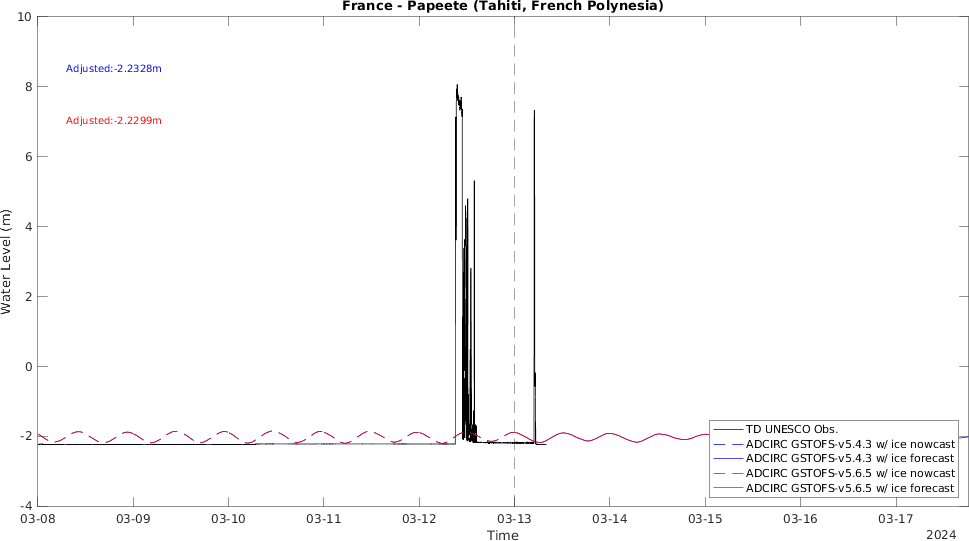 France - Papeete (Tahiti, French Polynesia)
10
8
6
4
2
0
-2
-4
Water Level (m)
Adjusted:-2.2328m
Adjusted:-2.2299m
TD UNESCO Obs.
ADCIRC GSTOFS-v5.4.3 w/ ice nowcast
ADCIRC GSTOFS-v5.4.3 w/ ice forecast
ADCIRC GSTOFS-v5.6.5 w/ ice nowcast
ADCIRC GSTOFS-v5.6.5 w/ ice forecast
03-08 03-09 03-10 03-11 03-12 03-13 03-14 03-15 03-16 03-17
Time
2024